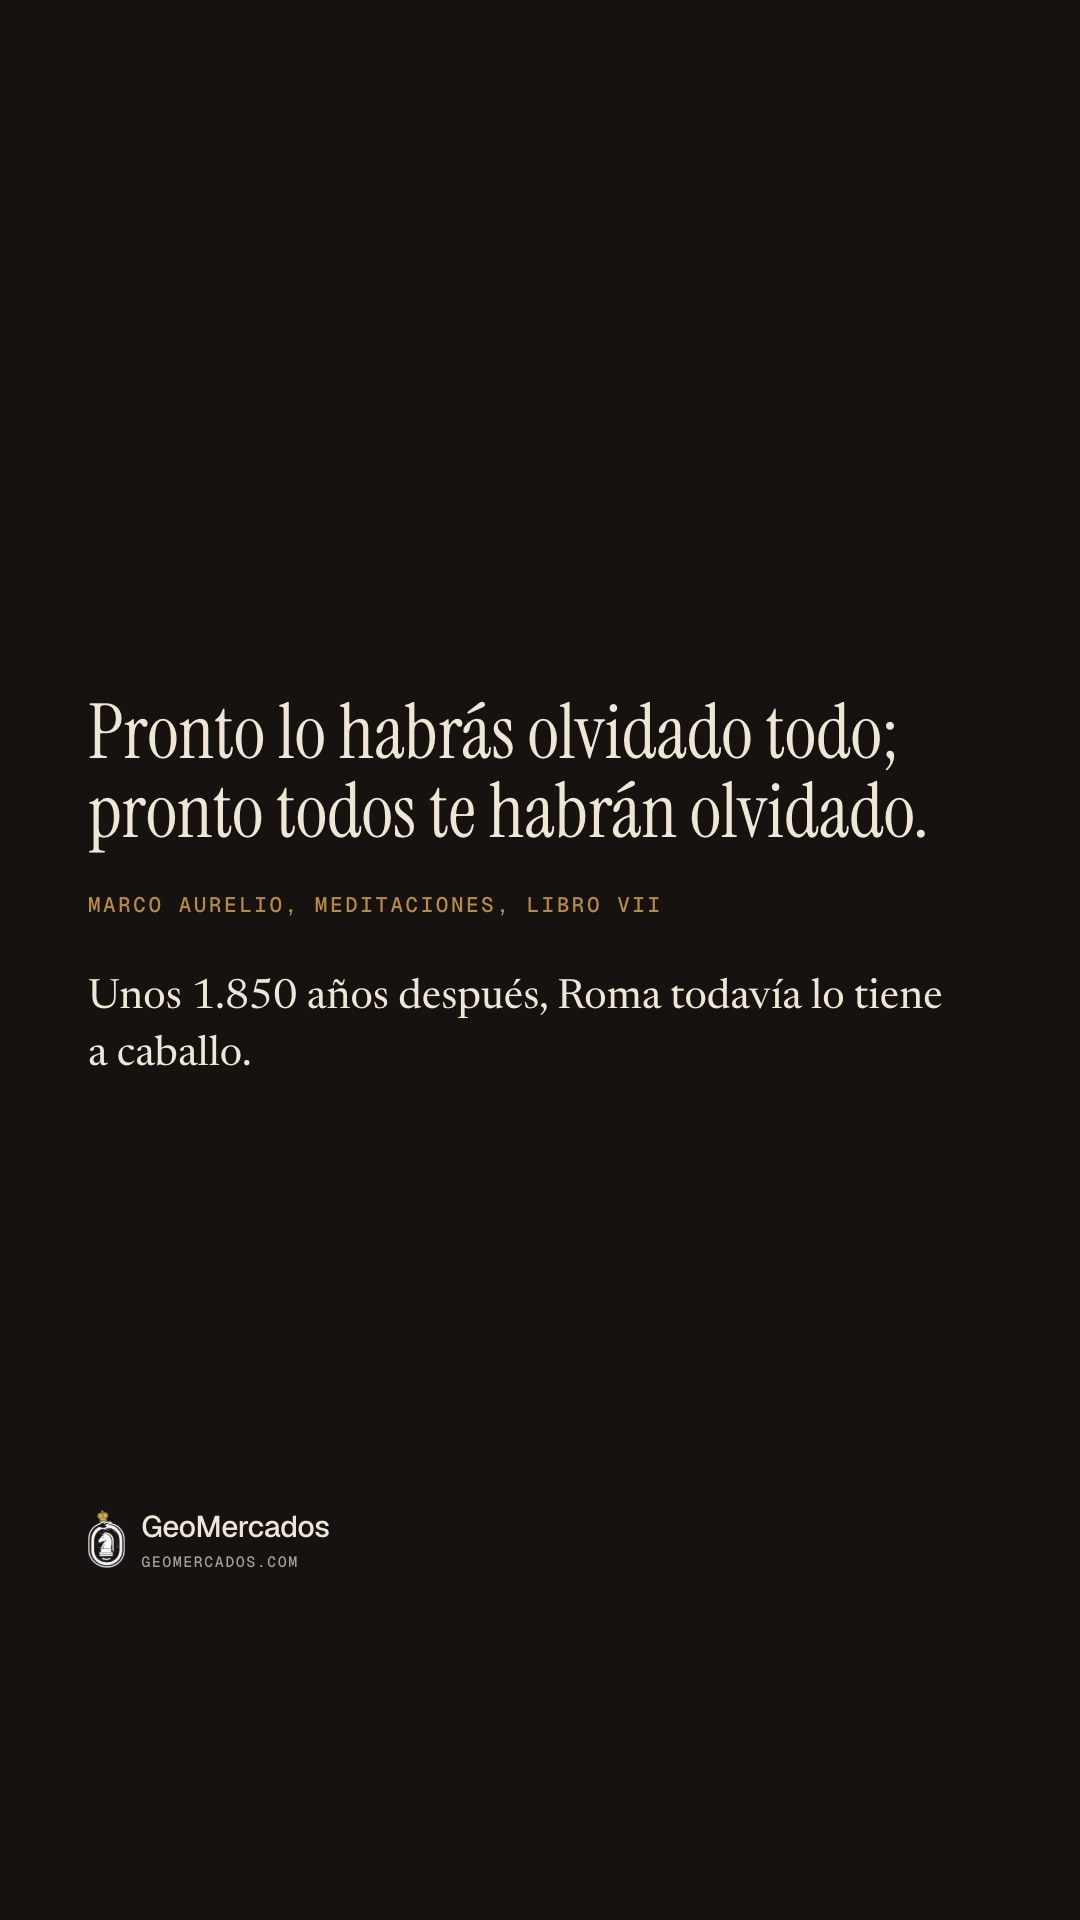 Pronto lo habrás olvidado todo;
pronto todos te habrán olvidado.
MARCO AURELIO, MEDITACIONES, LIBRO VII
Unos 1.850 años después, Roma todavía lo tiene
a caballo.
GeoMercados
GEOMERCADOS.COM